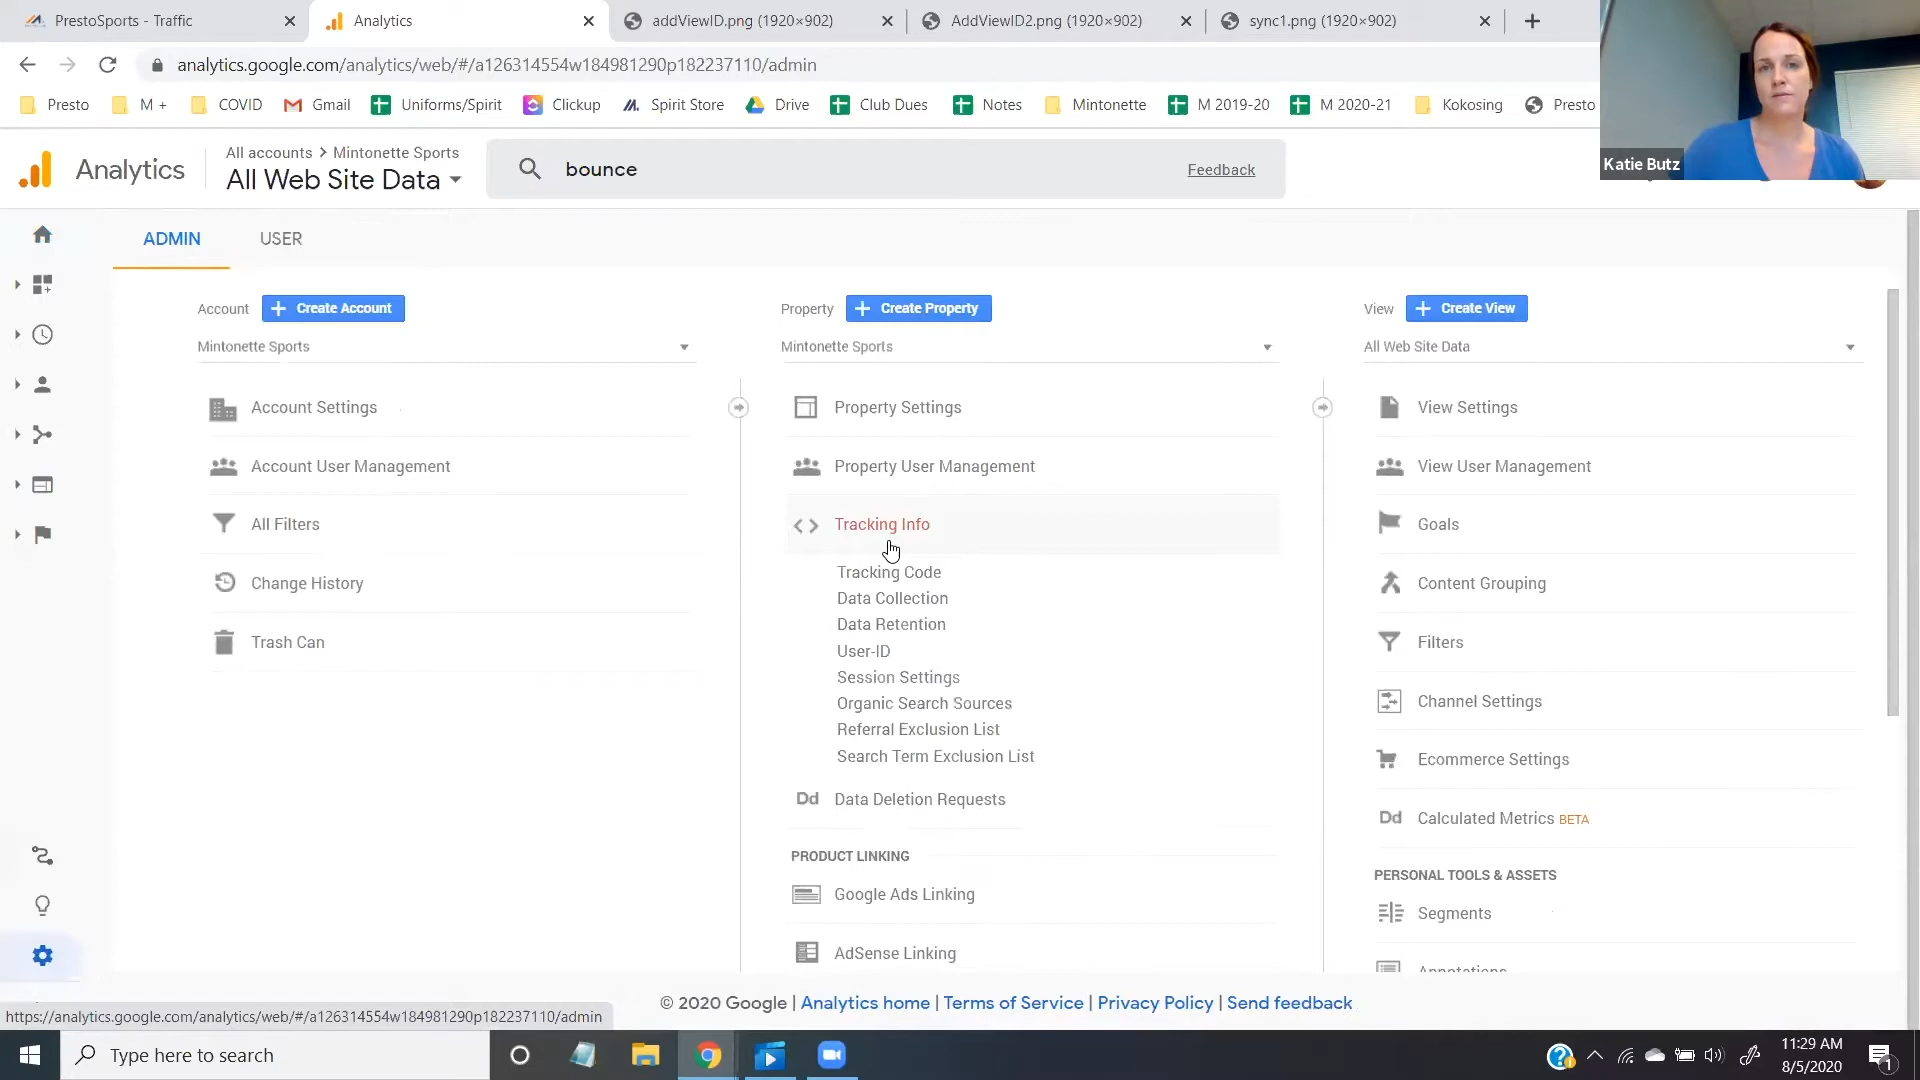 PrestoSports - Traffic
Analytics
addViewID.png (1920×902)
AddViewID2.png (1920×902)
sync1.png (1920×902)
analytics.google.com/analytics/web/#/a126314554w184981290p182237110/admin
Presto
M +
COVID
Gmail
Uniforms/Spirit
Clickup
Spirit Store
Drive
Club Dues
Notes
Mintonette
M 2019-20
M 2020-21
Kokosing
Presto
Katie Butz
Analytics
All accounts > Mintonette Sports
All Web Site Data
bounce
Feedback
ADMIN
USER
Account
Create Account
Mintonette Sports
Account Settings
Account User Management
All Filters
Change History
Trash Can
Property
Create Property
Mintonette Sports
Property Settings
Property User Management
Tracking Info
Tracking Code
Data Collection
Data Retention
User-ID
Session Settings
Organic Search Sources
Referral Exclusion List
Search Term Exclusion List
Dd Data Deletion Requests
PRODUCT LINKING
Google Ads Linking
AdSense Linking
View
Create View
All Web Site Data
View Settings
View User Management
Goals
Content Grouping
Filters
Channel Settings
Ecommerce Settings
Dd Calculated Metrics BETA
PERSONAL TOOLS & ASSETS
Segments
Annotations
© 2020 Google | Analytics home | Terms of Service | Privacy Policy | Send feedback
https://analytics.google.com/analytics/web/#/a126314554w184981290p182237110/admin
Type here to search
11:29 AM
8/5/2020
1